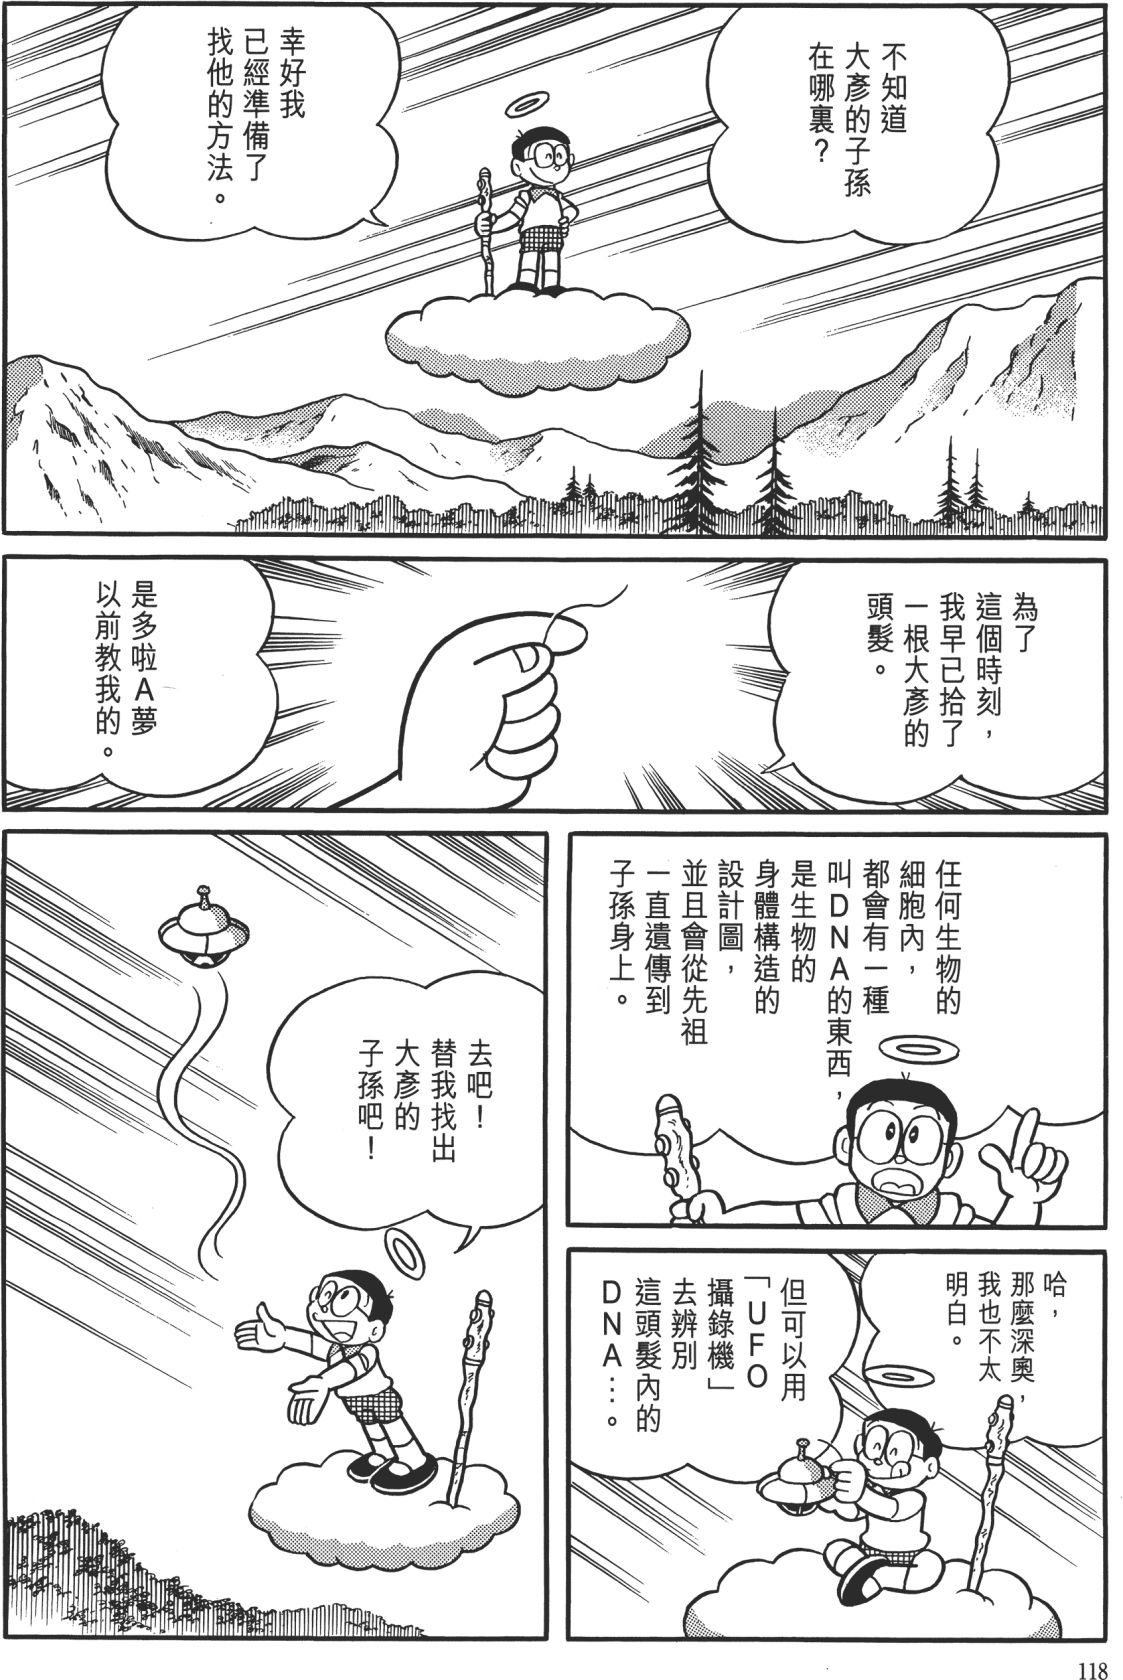 不知道
大彥的子孫
在哪裏？
幸好我
已經準備了
找他的方法。
為了
這個時刻，
我早已拾了
一根大彥的
頭髮。
是多啦A夢
以前教我的。
任何生物的
細胞內，
都會有一種
叫DNA的東西，
是生物的
身體構造的
設計圖，
並且會從先祖
一直遺傳到
子孫身上。
哈，
那麼深奧，
我也不太
明白。
但可以用
「UFO
攝錄機」
去辨別
這頭髮內的
DNA…。
去吧！
替我找出
大彥的
子孫吧！
118